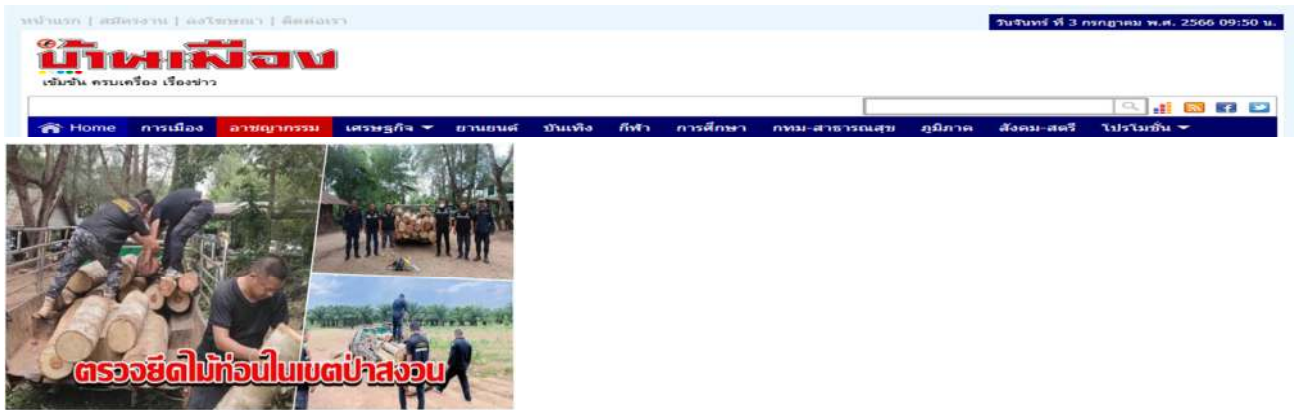 หน้าแรก | สมัครงาน | ลงโฆษณา | ติดต่อเรา
วันจันทร์ ที่ 3 กรกฎาคม พ.ศ. 2566 09:50 น.
บ้านเมือง
เข้มข้น ครบเครื่อง เรื่องข่าว
Home การเมือง อาชญากรรม เศรษฐกิจ ยานยนต์ บันเทิง กีฬา การศึกษา กทม-สาธารณสุข ภูมิภาค สังคม-สตรี โปรโมชั่น
ตรวจยึดไม้ท่อนในเขตป่าสงวน